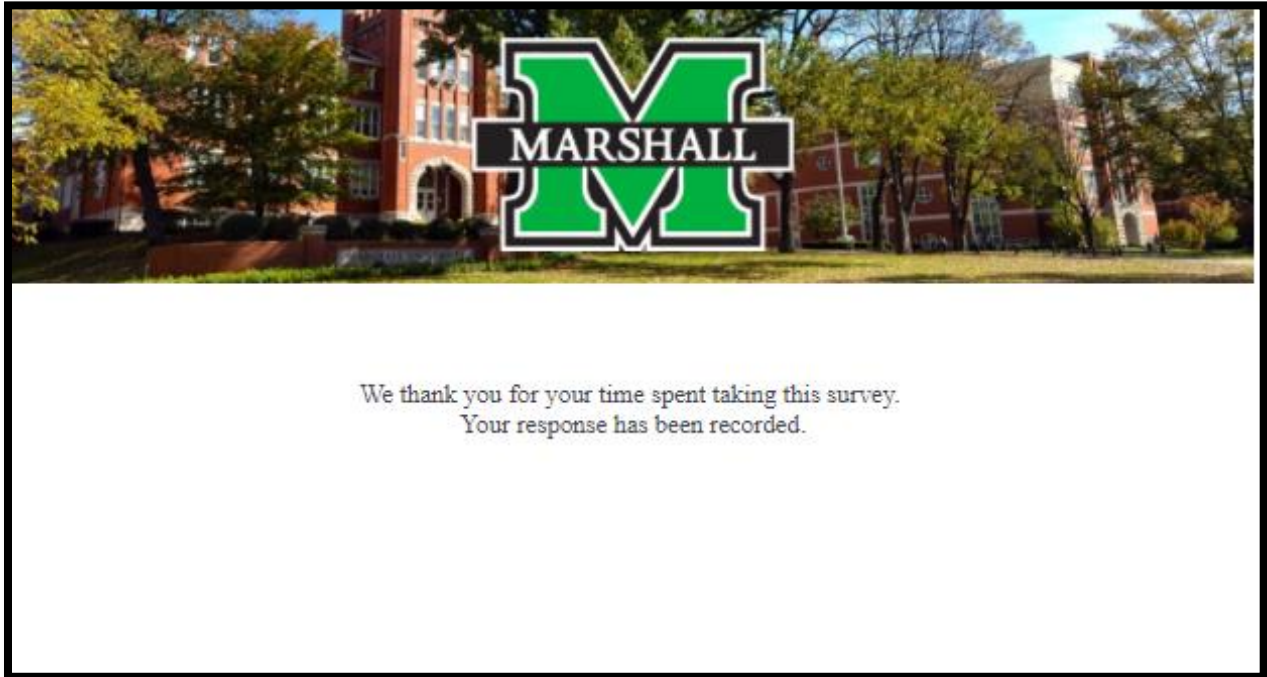 MARSHALL
We thank you for your time spent taking this survey.
Your response has been recorded.